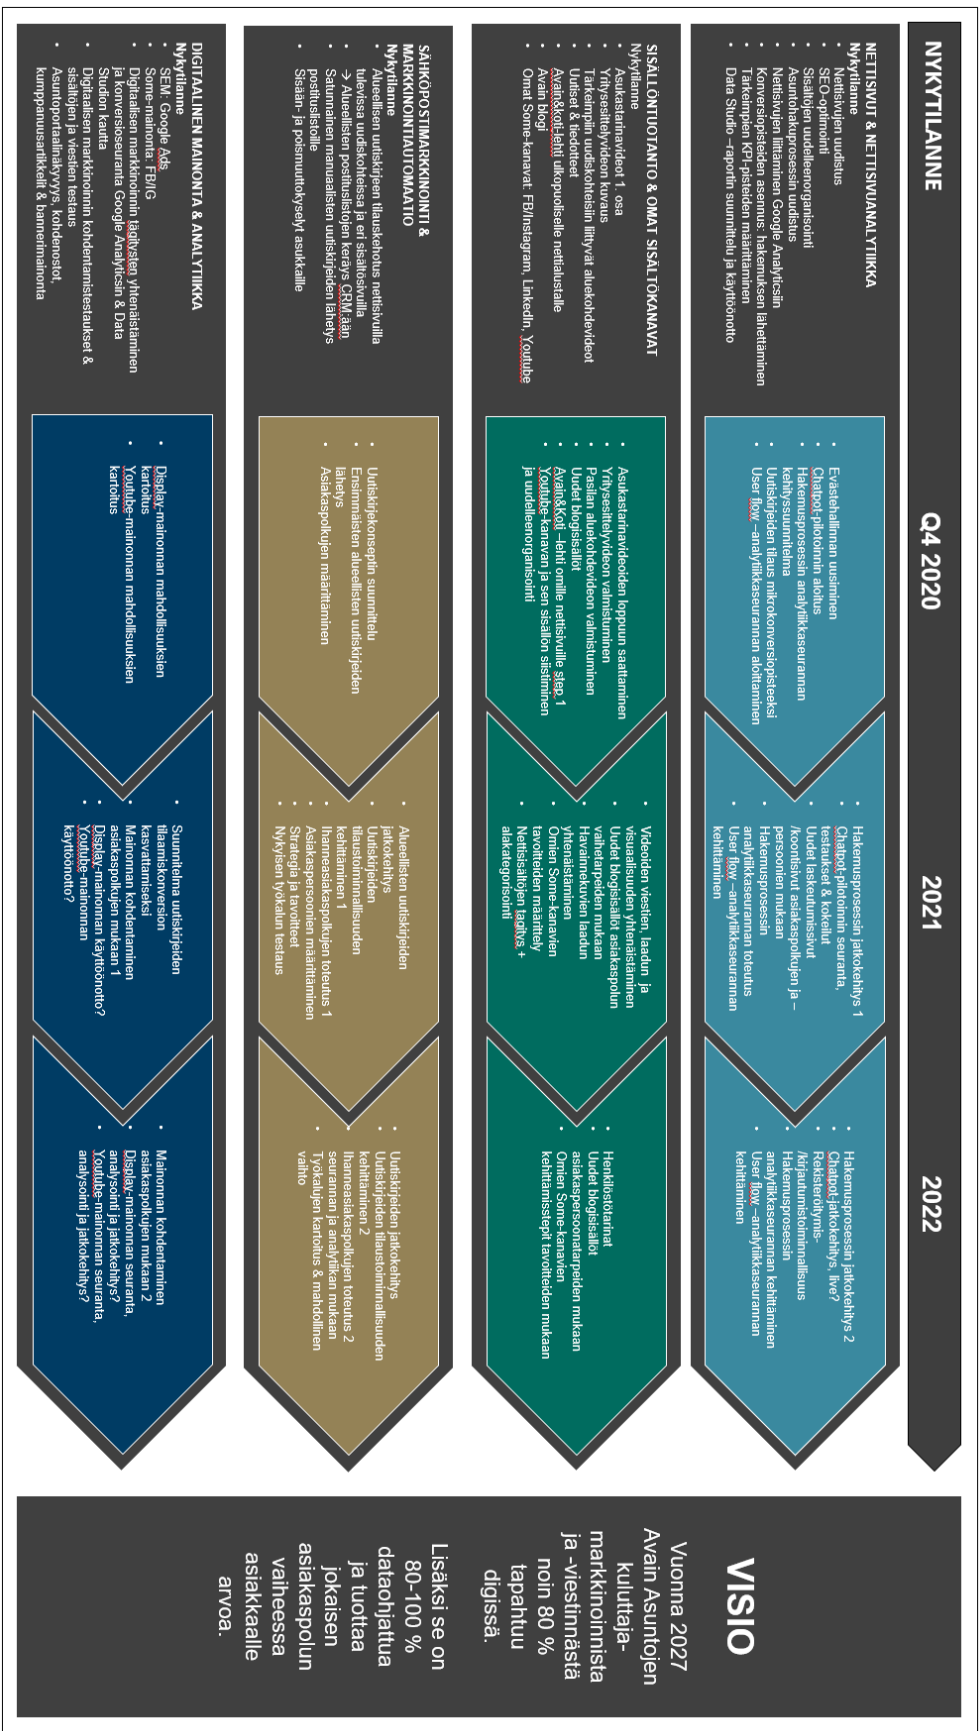 NYKYTILANNE
Q4 2020
2021
2022
NETTISIVUT & NETTISIVUANALYTIIKKA
Nykytilanne
• Nettisivujen uudistus
• SEO-optimointi
• Sisältöjen uudelleenorganisointi
• Asuntohakuprosessin uudistus
• Nettisivujen liittäminen Google Analyticsiin
• Konversiopisteiden asennus: hakemuksen lähettäminen
• Tärkeimpien KPI-pisteiden määrittäminen
• Data Studio –raportin suunnittelu ja käyttöönotto
• Evästehallinnan uusiminen
• Chatpot-pilotoinnin aloitus
• Hakemusprosessin analytiikkaseurannan
kehityssuunnitelma
• Uutiskirjeiden tilaus mikrokonversiopisteeksi
• User flow –analytiikkaseurannan aloittaminen
• Hakemusprosessin jatkokehitys 1
• Chatpot-pilotoinnin seuranta,
testaukset & kokeilut
• Uudet laskeutumissivut
/koontisivut asiakaspolkujen ja –
persoonien mukaan
• Hakemusprosessin
analytiikkaseurannan toteutus
• User flow –analytiikkaseurannan
kehittäminen
• Hakemusprosessin jatkokehitys 2
• Chatpot-jatkokehitys, live?
• Rekisteröitymis-
/kirjautumistoiminnallisuus
• Hakemusprosessin
analytiikkaseurannan kehittäminen
• User flow –analytiikkaseurannan
kehittäminen
SISÄLLÖNTUOTANTO & OMAT SISÄLTÖKANAVAT
Nykytilanne
• Asukastarinavideot 1. osa
• Yritysesittelyvideon kuvaus
• Tärkeimpiin uudiskohteisiin liittyvät aluekohdevideot
• Uutiset & tiedotteet
• Avain&koti-lehti ulkopuoliselle nettialustalle
• Avain blogi
• Omat Some-kanavat: FB/Instagram, LinkedIn, Youtube
• Asukastarinavideoiden loppuun saattaminen
• Yritysesittelyvideon valmistuminen
• Pasilan aluekohdevideon valmistuminen
• Uudet blogisisällöt
• Avain&Koti –lehti omille nettisivuille step 1
• Youtube-kanavan ja sen sisällön siistiminen
ja uudelleenorganisointi
• Videoiden viestien, laadun ja
visuaalisuuden yhtenäistäminen
• Uudet blogisisällöt asiakaspolun
vaihetarpeiden mukaan
• Havainnekuvien laadun
yhtenäistäminen
• Omien Some-kanavien
tavoitteiden määrittely
• Nettisisältöjen tagitys +
alakategorisointi
• Henkilöstötarinat
• Uudet blogisisällöt
asiakaspersoonatarpeiden mukaan
• Omien Some-kanavien
kehittämisstepit tavoitteiden mukaan
SÄHKÖPOSTIMARKKINOINTI &
MARKKINOINTIAUTOMAATIO
Nykytilanne
• Alueellisen uutiskirjeen tilauskehotus nettisivuilla
tulevissa uudiskohteissa ja eri sisältösivuilla
• → Alueellisten postituslistojen keräys CRM:ään
• Satunnainen manuaalisten uutiskirjeiden lähetys
postituslistoille
• Sisään- ja poismuuttokyselyt asukkaille
• Uutiskirjekonseptin suunnittelu
• Ensimmäisten alueellisten uutiskirjeiden
lähetys
• Asiakaspolkujen määrittäminen
• Alueellisten uutiskirjeiden
jatkokehitys
• Uutiskirjeiden
tilaustoiminnallisuuden
kehittäminen 1
• Ihanneasiakaspolkujen toteutus 1
• Asiakaspersoonien määrittäminen
• Strategia ja tavoitteet
• Nykyisen työkalun testaus
• Uutiskirjeiden jatkokehitys
• Uutiskirjeiden tilaustoiminnallisuuden
kehittäminen 2
• Ihanneasiakaspolkujen toteutus 2
seurannan ja analytiikan mukaan
• Työkalujen kartoitus & mahdollinen
vaihto
DIGITAALINEN MAINONTA & ANALYTIIKKA
Nykytilanne
• SEM: Google Ads
• Some-mainonta: FB/IG
• Digitaalisen markkinoinnin tägitysten yhtenäistäminen
ja konversioseuranta Google Analyticsin & Data
Studion kautta
• Digitaalisen markkinoinnin kohdentamistestaukset &
sisältöjen ja viestien testaus
• Asuntoportaalinäkyvyys, kohdenostot,
kumppanuusartikkelit & bannerimainonta
• Display-mainonnan mahdollisuuksien
kartoitus
• Youtube-mainonnan mahdollisuuksien
kartoitus
• Suunnitelma uutiskirjeiden
tilaamiskonversion
kasvattamiseksi
• Mainonnan kohdentaminen
asiakaspolkujen mukaan 1
• Display-mainonnan käyttöönotto?
• Youtube-mainonnan
käyttöönotto?
• Mainonnan kohdentaminen
asiakaspolkujen mukaan 2
• Display-mainonnan seuranta,
analysointi ja jatkokehitys?
• Youtube-mainonnan seuranta,
analysointi ja jatkokehitys?
VISIO
Vuonna 2027
Avain Asuntojen
kuluttaja-
markkinoinnista
ja -viestinnästä
noin 80 %
tapahtuu
digissä.
Lisäksi se on
80-100 %
dataohjattua
ja tuottaa
jokaisen
asiakaspolun
vaiheessa
asiakkaalle
arvoa.